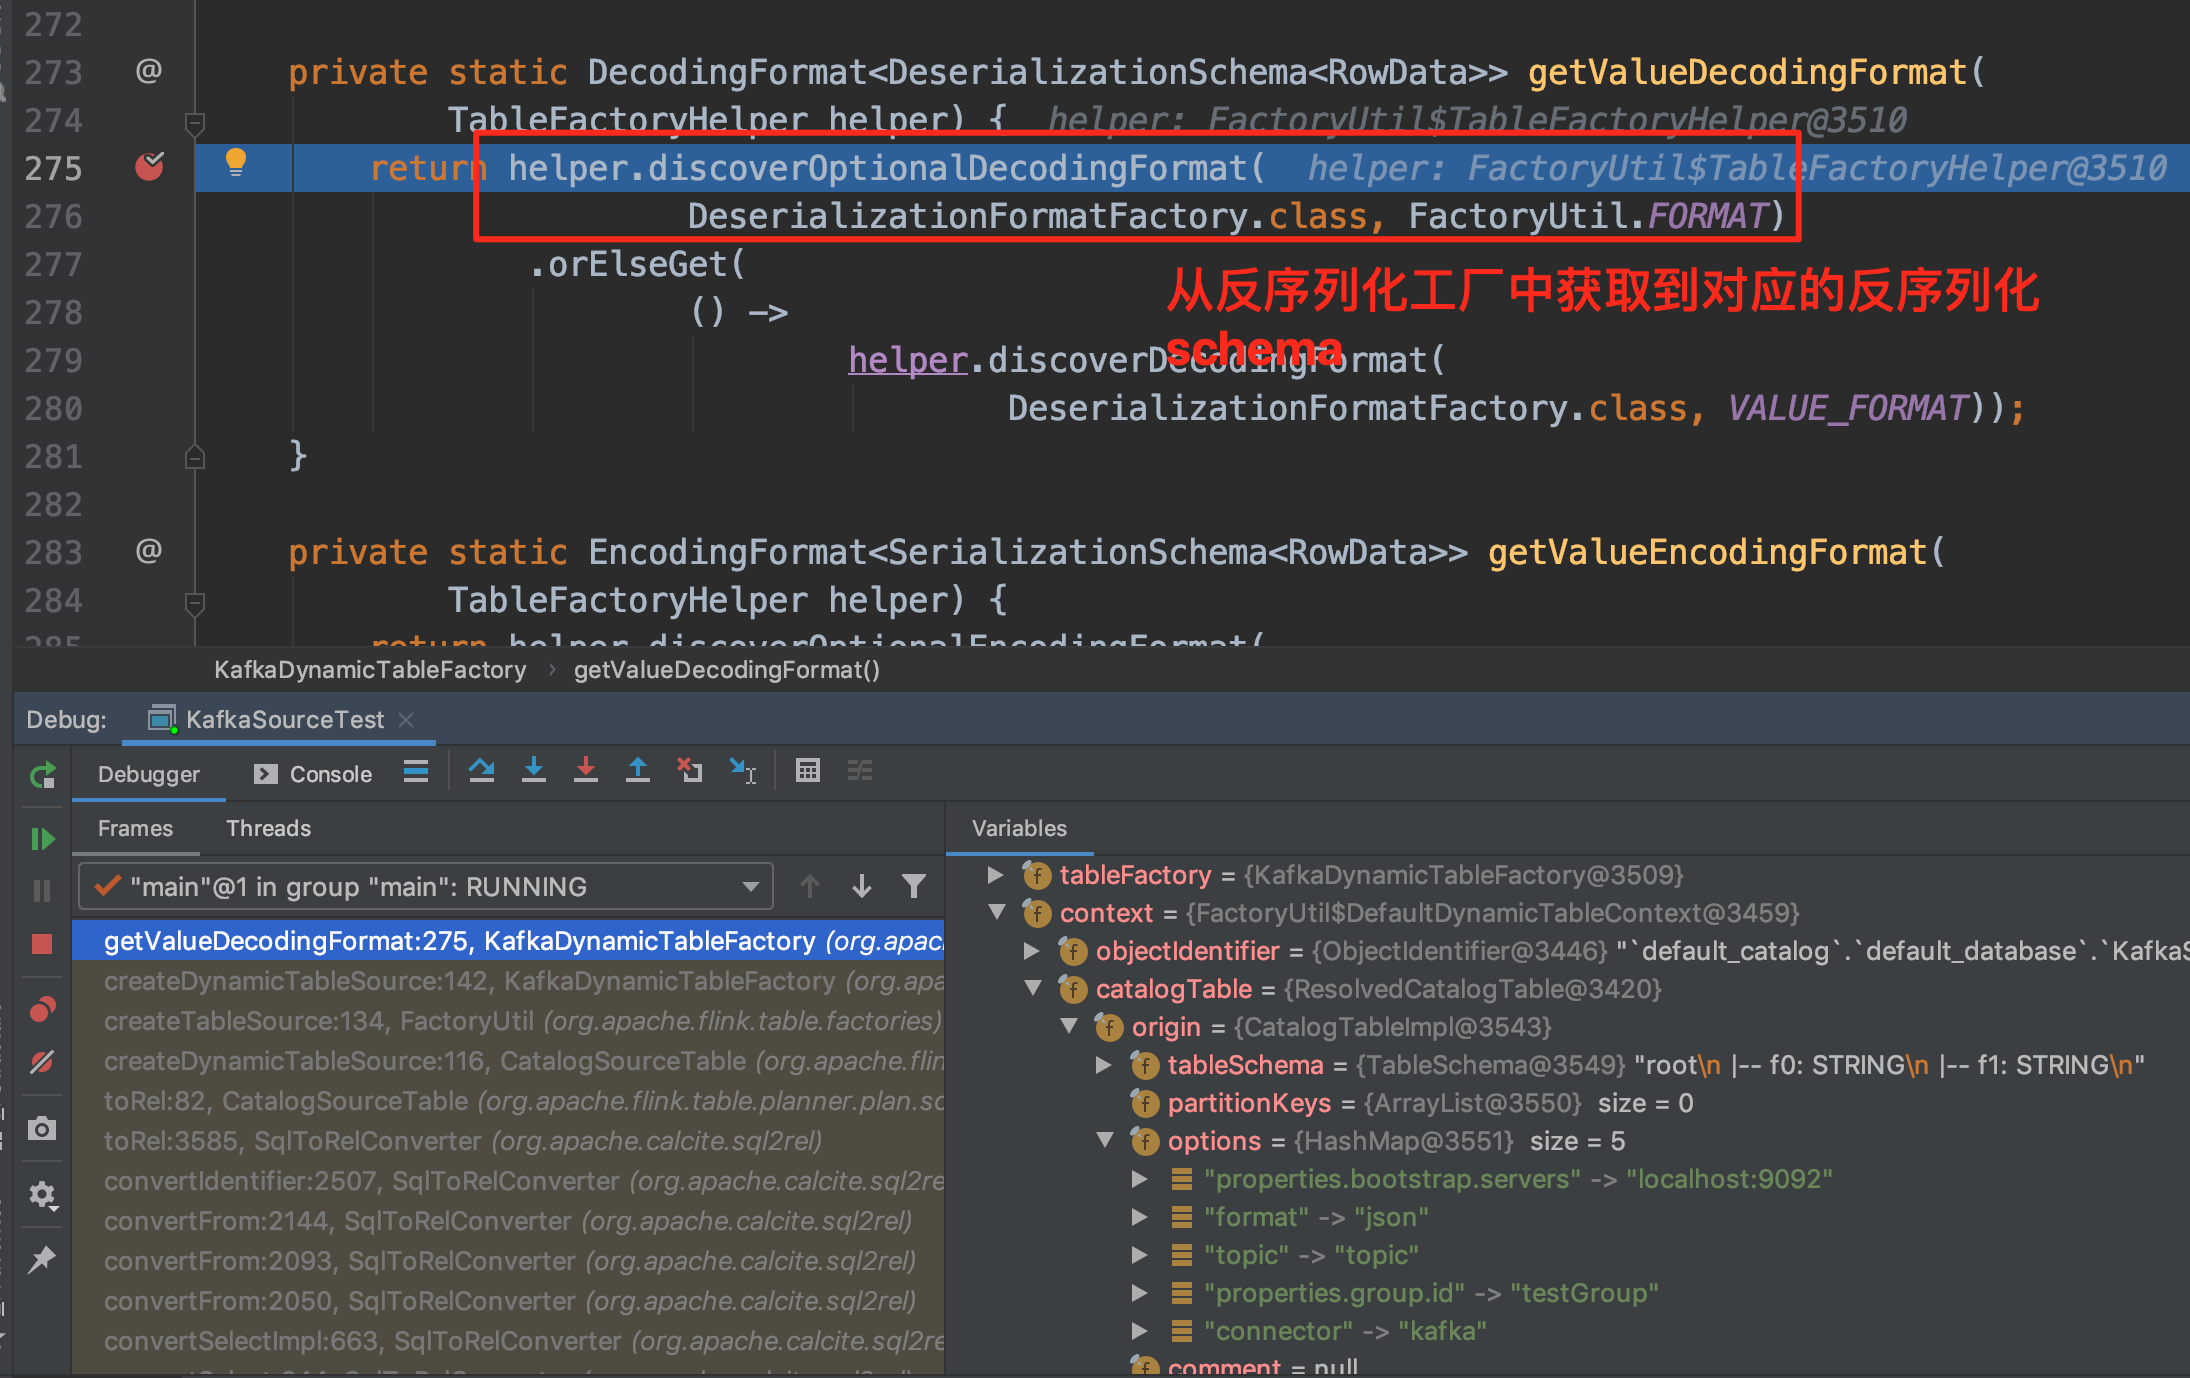 272
273 @ private static DecodingFormat<DeserializationSchema<RowData>> getValueDecodingFormat(
274 TableFactoryHelper helper) { helper: FactoryUtil$TableFactoryHelper@3510
275 return helper.discoverOptionalDecodingFormat( helper: FactoryUtil$TableFactoryHelper@3510
276 DeserializationFormatFactory.class, FactoryUtil.FORMAT)
277 .orElseGet(
从反序列化工厂中获取到对应的反序列化
278 () ->
schema
279 helper.discoverDecodingFormat(
280 DeserializationFormatFactory.class, VALUE_FORMAT));
281 }
282
283 @ private static EncodingFormat<SerializationSchema<RowData>> getValueEncodingFormat(
284 TableFactoryHelper helper) {
285 return helper.discoverOptionalEncodingFormat(
KafkaDynamicTableFactory › getValueDecodingFormat()
Debug: KafkaSourceTest
Debugger Console
Frames Threads
"main"@1 in group "main": RUNNING
getValueDecodingFormat:275, KafkaDynamicTableFactory (org.apac
createDynamicTableSource:142, KafkaDynamicTableFactory (org.apa
createTableSource:134, FactoryUtil (org.apache.flink.table.factories)
createDynamicTableSource:116, CatalogSourceTable (org.apache.flin
toRel:82, CatalogSourceTable (org.apache.flink.table.planner.plan.sc
toRel:3585, SqlToRelConverter (org.apache.calcite.sql2rel)
convertIdentifier:2507, SqlToRelConverter (org.apache.calcite.sql2re
convertFrom:2144, SqlToRelConverter (org.apache.calcite.sql2rel)
convertFrom:2093, SqlToRelConverter (org.apache.calcite.sql2rel)
convertFrom:2050, SqlToRelConverter (org.apache.calcite.sql2rel)
convertSelectImpl:663, SqlToRelConverter (org.apache.calcite.sql2re
Variables
tableFactory = {KafkaDynamicTableFactory@3509}
context = {FactoryUtil$DefaultDynamicTableContext@3459}
objectIdentifier = {ObjectIdentifier@3446} "`default_catalog`.`default_database`.`KafkaS
catalogTable = {ResolvedCatalogTable@3420}
origin = {CatalogTableImpl@3543}
tableSchema = {TableSchema@3549} "root\n |-- f0: STRING\n |-- f1: STRING\n"
partitionKeys = {ArrayList@3550} size = 0
options = {HashMap@3551} size = 5
"properties.bootstrap.servers" -> "localhost:9092"
"format" -> "json"
"topic" -> "topic"
"properties.group.id" -> "testGroup"
"connector" -> "kafka"
comment = null